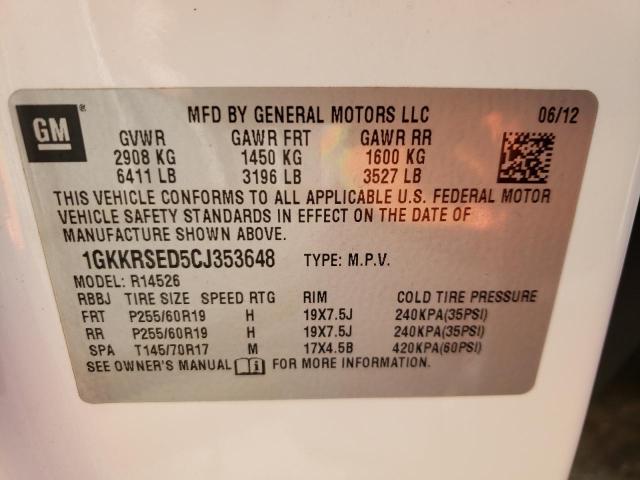 GM ®
MFD BY GENERAL MOTORS LLC 06/12
GVWR GAWR FRT GAWR RR
2908 KG 1450 KG 1600 KG
6411 LB 3196 LB 3527 LB
THIS VEHICLE CONFORMS TO ALL APPLICABLE U.S. FEDERAL MOTOR
VEHICLE SAFETY STANDARDS IN EFFECT ON THE DATE OF
MANUFACTURE SHOWN ABOVE.
1GKKRSED5CJ353648 TYPE: M.P.V.
MODEL: R14526
RBBJ TIRE SIZE SPEED RTG RIM COLD TIRE PRESSURE
FRT P255/60R19 H 19X7.5J 240KPA(35PSI)
RR P255/60R19 H 19X7.5J 240KPA(35PSI)
SPA T145/70R17 M 17X4.5B 420KPA(60PSI)
SEE OWNER'S MANUAL i FOR MORE INFORMATION.